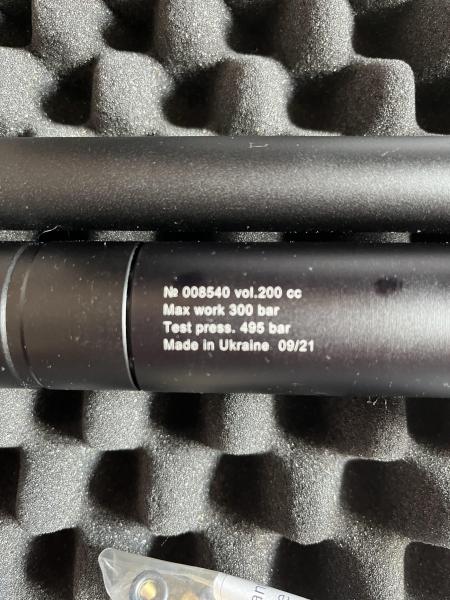 № 008540 vol.200 cc
Max work 300 bar
Test press. 495 bar
Made in Ukraine 09/21